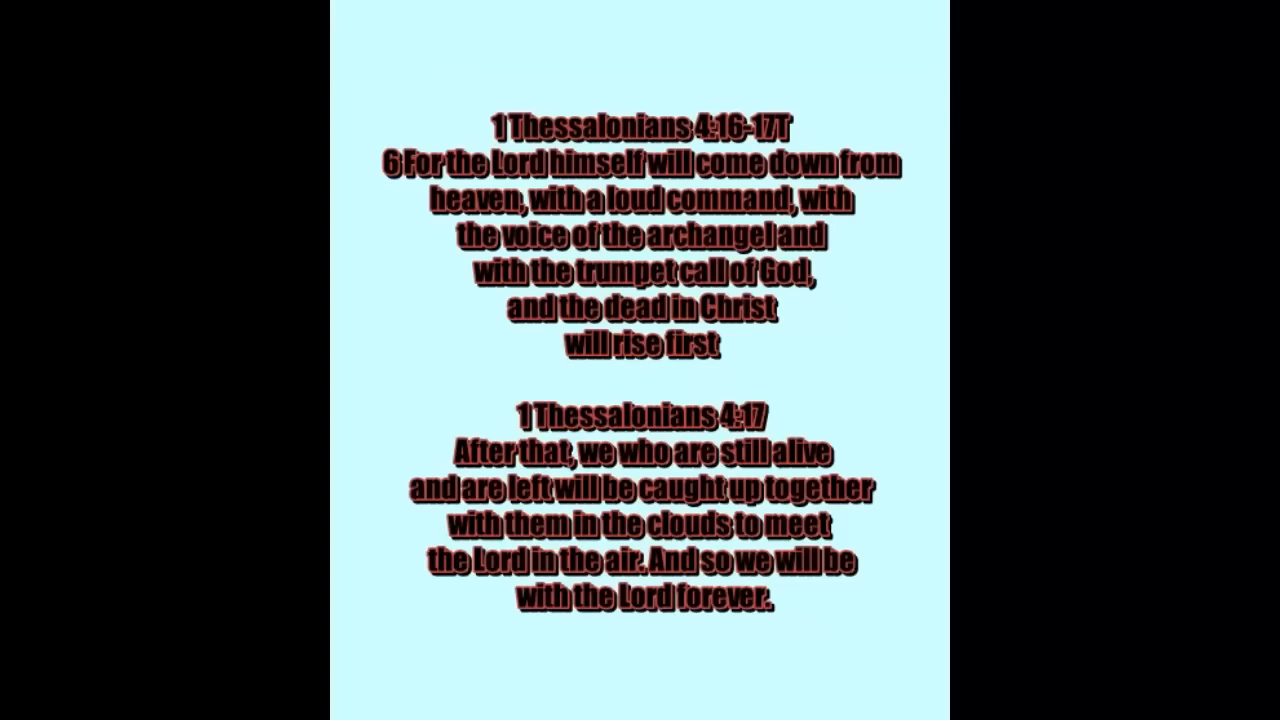 1 Thessalonians 4:16-17T
6 For the Lord himself will come down from
heaven, with a loud command, with
the voice of the archangel and
with the trumpet call of God,
and the dead in Christ
will rise first
1 Thessalonians 4:17
After that, we who are still alive
and are left will be caught up together
with them in the clouds to meet
the Lord in the air. And so we will be
with the Lord forever.